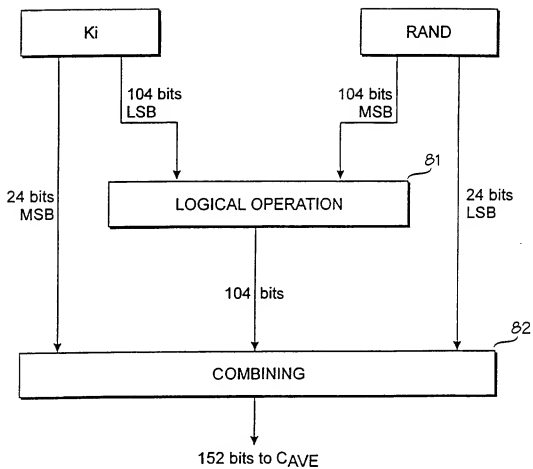 Ki
RAND
104 bits
LSB
104 bits
MSB
81
24 bits
MSB
LOGICAL OPERATION
24 bits
LSB
104 bits
82
COMBINING
152 bits to CAVE